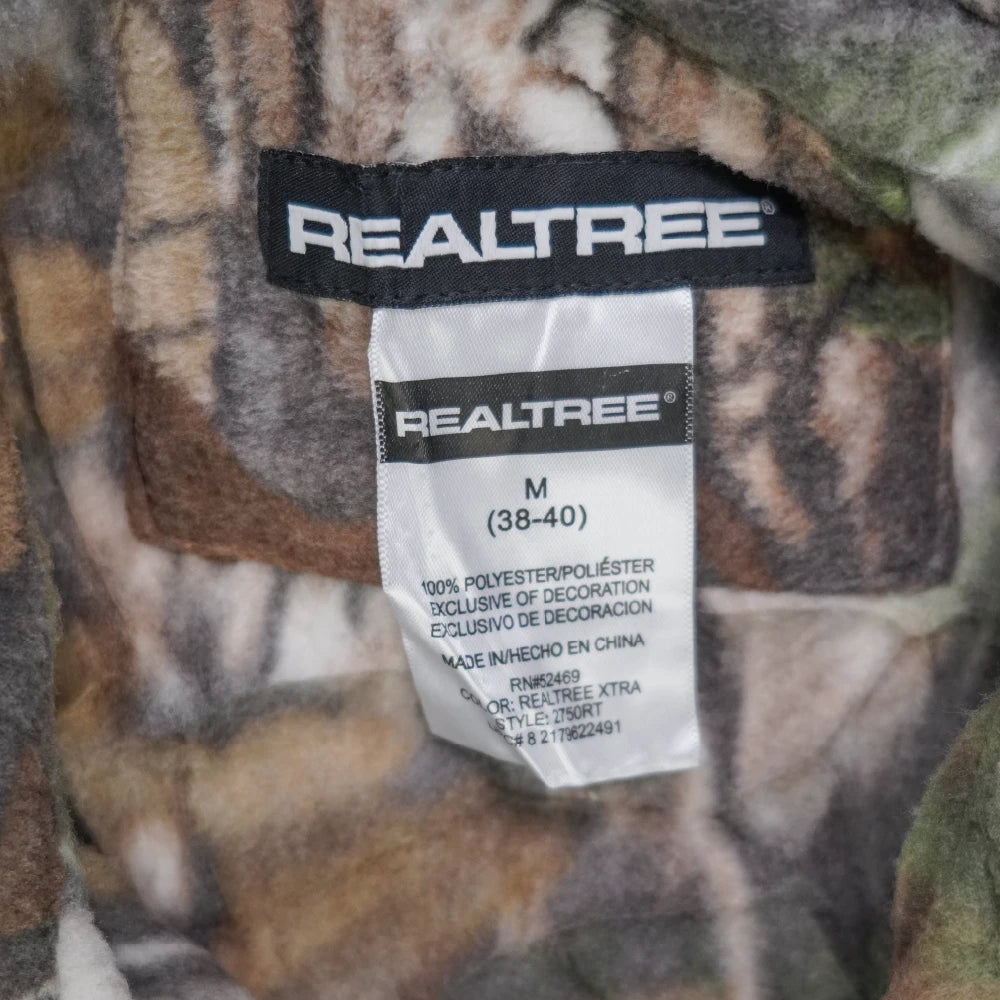 REALTREE®
REALTREE®
M
(38-40)
100% POLYESTER/POLIÉSTER
EXCLUSIVE OF DECORATION
EXCLUSIVO DE DECORACION
MADE IN/HECHO EN CHINA
RN#52469
REALTREE XTRA
STYLE: 2750RT
# 8 2179622491